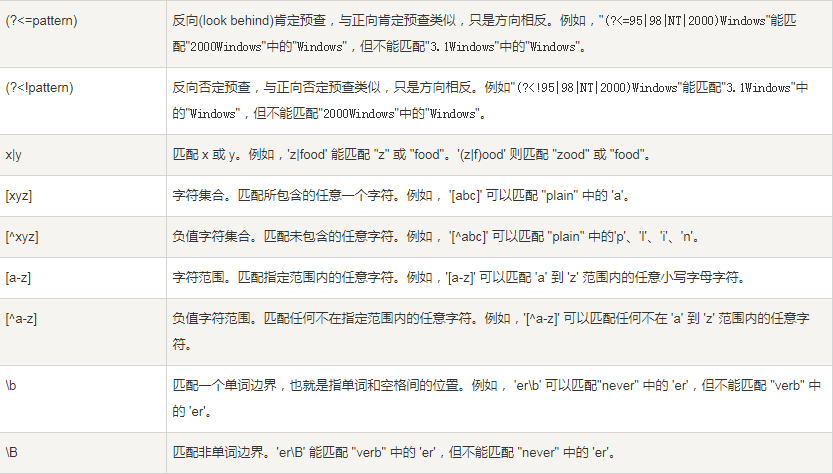 (?<=pattern)
反向(look behind)肯定预查，与正向肯定预查类似，只是方向相反。例如，"(?<=95|98|NT|2000)Windows"能匹
配"2000Windows"中的"Windows"，但不能匹配"3.1Windows"中的"Windows"。
(?<!pattern)
反向否定预查，与正向否定预查类似，只是方向相反。例如"(?<!95|98|NT|2000)Windows"能匹配"3.1Windows"中
的"Windows"，但不能匹配"2000Windows"中的"Windows"。
x|y
匹配 x 或 y。例如，'z|food' 能匹配 "z" 或 "food"。'(z|f)ood' 则匹配 "zood" 或 "food"。
[xyz]
字符集合。匹配所包含的任意一个字符。例如， '[abc]' 可以匹配 "plain" 中的 'a'。
[^xyz]
负值字符集合。匹配未包含的任意字符。例如， '[^abc]' 可以匹配 "plain" 中的'p'、'l'、'i'、'n'。
[a-z]
字符范围。匹配指定范围内的任意字符。例如，'[a-z]' 可以匹配 'a' 到 'z' 范围内的任意小写字母字符。
[^a-z]
负值字符范围。匹配任何不在指定范围内的任意字符。例如，'[^a-z]' 可以匹配任何不在 'a' 到 'z' 范围内的任意字
符。
\b
匹配一个单词边界，也就是指单词和空格间的位置。例如， 'er\b' 可以匹配"never" 中的 'er'，但不能匹配 "verb" 中
的 'er'。
\B
匹配非单词边界。'er\B' 能匹配 "verb" 中的 'er'，但不能匹配 "never" 中的 'er'。